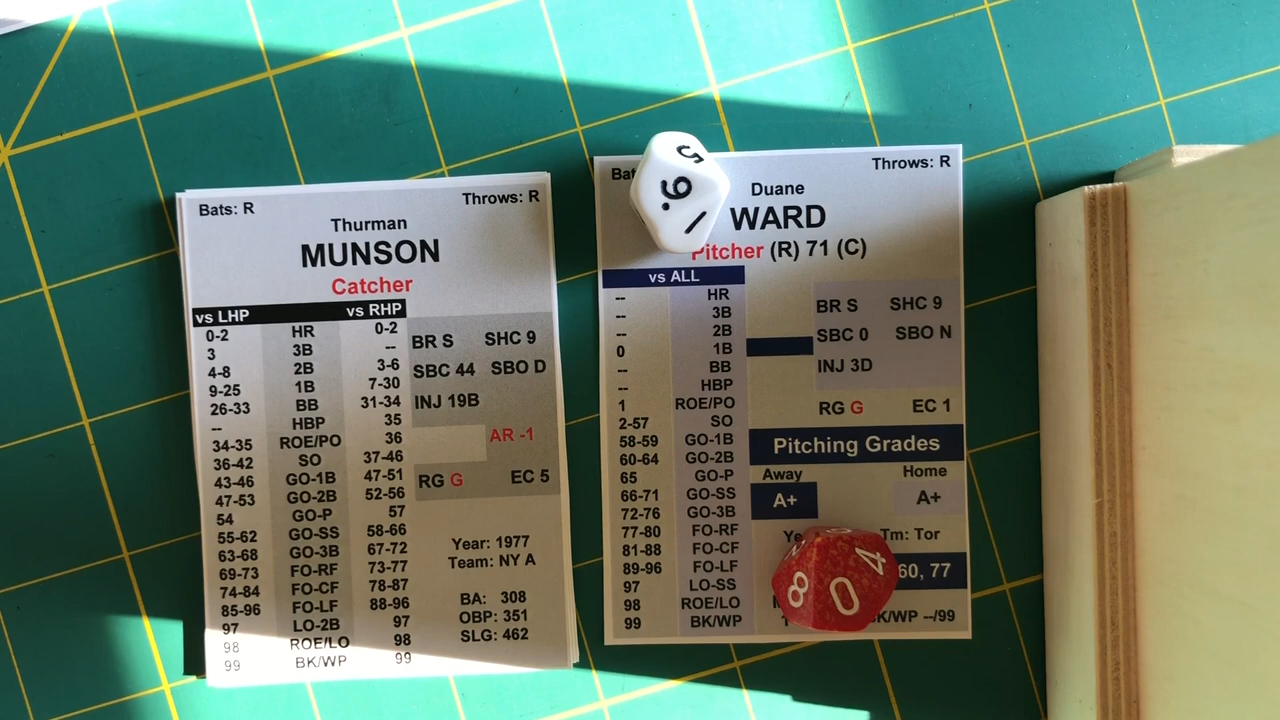 Bats: R
Throws: R
Thurman
MUNSON
Catcher
vs LHP vs RHP
0-2 HR 0-2
3 3B --
4-8 2B 3-6
9-25 1B 7-30
26-33 BB 31-34
-- HBP 35
34-35 ROE/PO 36
36-42 SO 37-46
43-46 GO-1B 47-51
47-53 GO-2B 52-56
54 GO-P 57
55-62 GO-SS 58-66
63-68 GO-3B 67-72
69-73 FO-RF 73-77
74-84 FO-CF 78-87
85-96 FO-LF 88-96
97 LO-2B 97
98 ROE/LO 98
99 BK/WP 99
BR S SHC 9
SBC 44 SBO D
INJ 19B
AR -1
RG G EC 5
Year: 1977
Team: NY A
BA: 308
OBP: 351
SLG: 462
5
9.
Throws: R
Duane
WARD
Pitcher (R) 71 (C)
vs ALL
-- HR
-- 3B
-- 2B
0 1B
-- BB
-- HBP
1 ROE/PO
2-57 SO
58-59 GO-1B
60-64 GO-2B
65 GO-P
66-71 GO-SS
72-76 GO-3B
77-80 FO-RF
81-88 FO-CF
89-96 FO-LF
97 LO-SS
98 ROE/LO
99 BK/WP
BR S SHC 9
SBC 0 SBO N
INJ 3D
RG G EC 1
Pitching Grades
Away Home
A+ A+
Tm: Tor
60, 77
BK/WP --/99
8
0
4